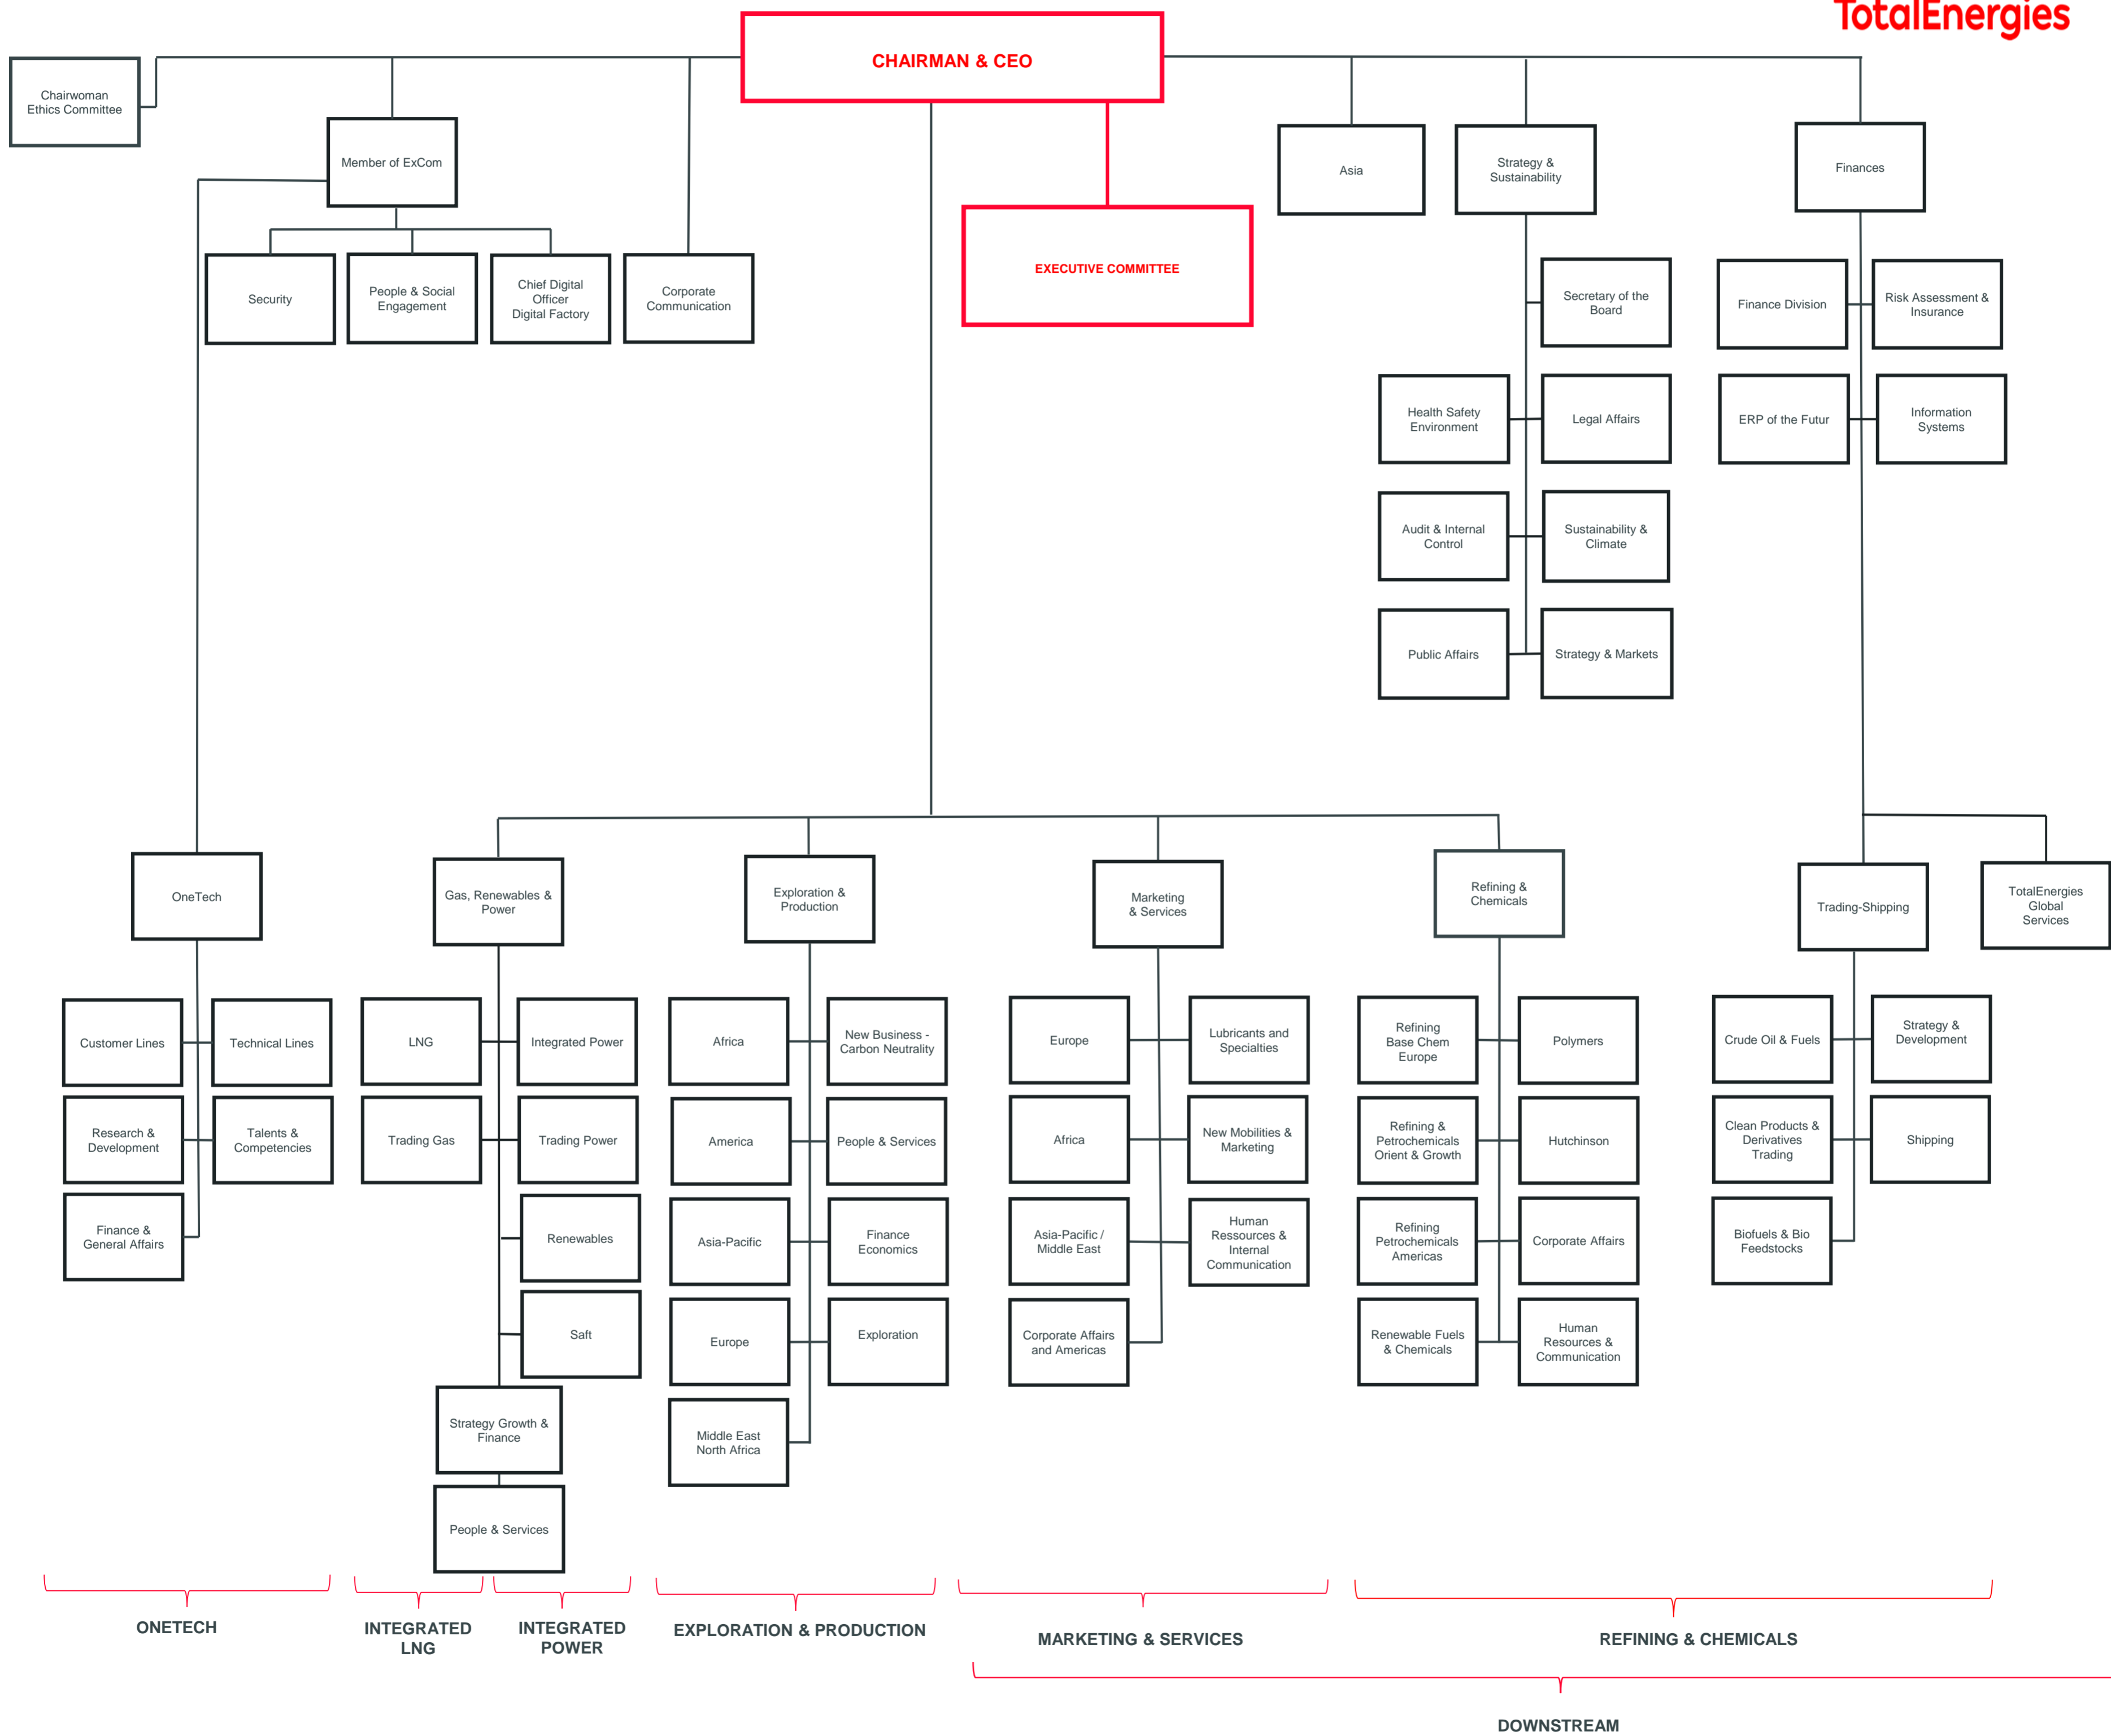 TotalEnergies
CHAIRMAN & CEO
Chairwoman
Ethics Committee
Member of ExCom
Asia
Strategy &
Sustainability
Finances
EXECUTIVE COMMITTEE
Security
People & Social
Engagement
Chief Digital
Officer
Digital Factory
Corporate
Communication
Secretary of the
Board
Finance Division
Risk Assessment &
Insurance
Health Safety
Environment
Legal Affairs
ERP of the Futur
Information
Systems
Audit & Internal
Control
Sustainability &
Climate
Public Affairs
Strategy & Markets
OneTech
Gas, Renewables &
Power
Exploration &
Production
Marketing
& Services
Refining &
Chemicals
Trading-Shipping
TotalEnergies
Global
Services
Customer Lines
Technical Lines
Research &
Development
Talents &
Competencies
Finance &
General Affairs
LNG
Integrated Power
Trading Gas
Trading Power
Renewables
Saft
Strategy Growth &
Finance
People & Services
Africa
New Business -
Carbon Neutrality
America
People & Services
Asia-Pacific
Finance
Economics
Europe
Exploration
Middle East
North Africa
Europe
Lubricants and
Specialties
Africa
New Mobilities &
Marketing
Asia-Pacific /
Middle East
Human
Ressources &
Internal
Communication
Corporate Affairs
and Americas
Refining
Base Chem
Europe
Polymers
Refining &
Petrochemicals
Orient & Growth
Hutchinson
Refining
Petrochemicals
Americas
Corporate Affairs
Renewable Fuels
& Chemicals
Human
Resources &
Communication
Crude Oil & Fuels
Strategy &
Development
Clean Products &
Derivatives
Trading
Shipping
Biofuels & Bio
Feedstocks
ONETECH
INTEGRATED
LNG
INTEGRATED
POWER
EXPLORATION & PRODUCTION
MARKETING & SERVICES
REFINING & CHEMICALS
DOWNSTREAM